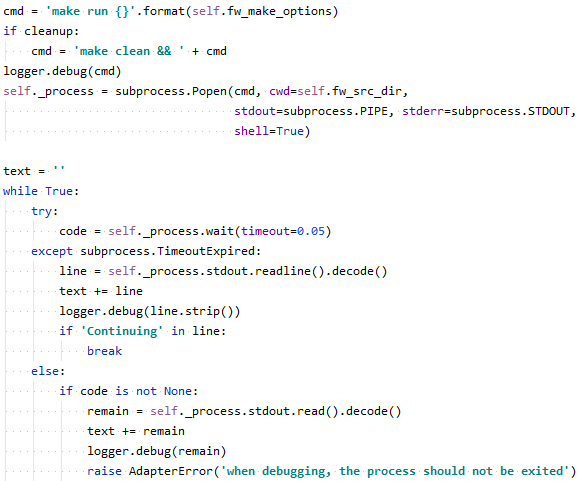 cmd = 'make run {}'.format(self.fw_make_options)
if cleanup:
    cmd = 'make clean && ' + cmd
logger.debug(cmd)
self._process = subprocess.Popen(cmd, cwd=self.fw_src_dir,
                                 stdout=subprocess.PIPE, stderr=subprocess.STDOUT,
                                 shell=True)

text = ''
while True:
    try:
        code = self._process.wait(timeout=0.05)
    except subprocess.TimeoutExpired:
        line = self._process.stdout.readline().decode()
        text += line
        logger.debug(line.strip())
        if 'Continuing' in line:
            break
    else:
        if code is not None:
            remain = self._process.stdout.read().decode()
            text += remain
            logger.debug(remain)
            raise AdapterError('when debugging, the process should not be exited')